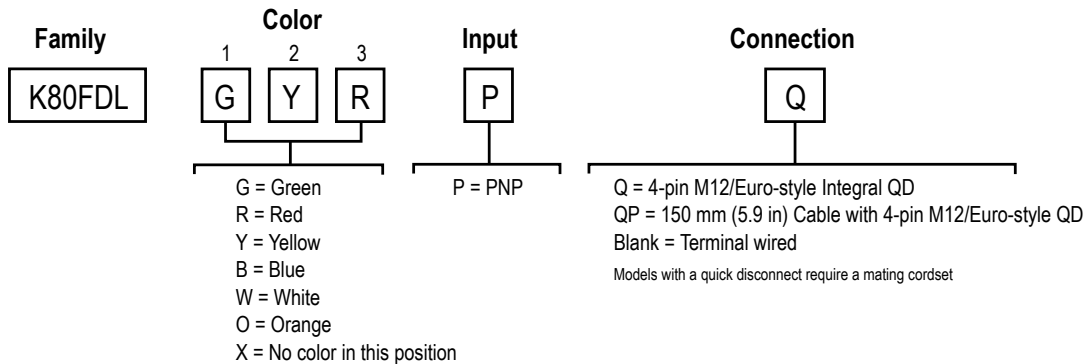 Family
Color
Input
Connection
1 2 3
K80FDL
G Y R
P
Q
G = Green
R = Red
Y = Yellow
B = Blue
W = White
O = Orange
X = No color in this position
P = PNP
Q = 4-pin M12/Euro-style Integral QD
QP = 150 mm (5.9 in) Cable with 4-pin M12/Euro-style QD
Blank = Terminal wired
Models with a quick disconnect require a mating cordset